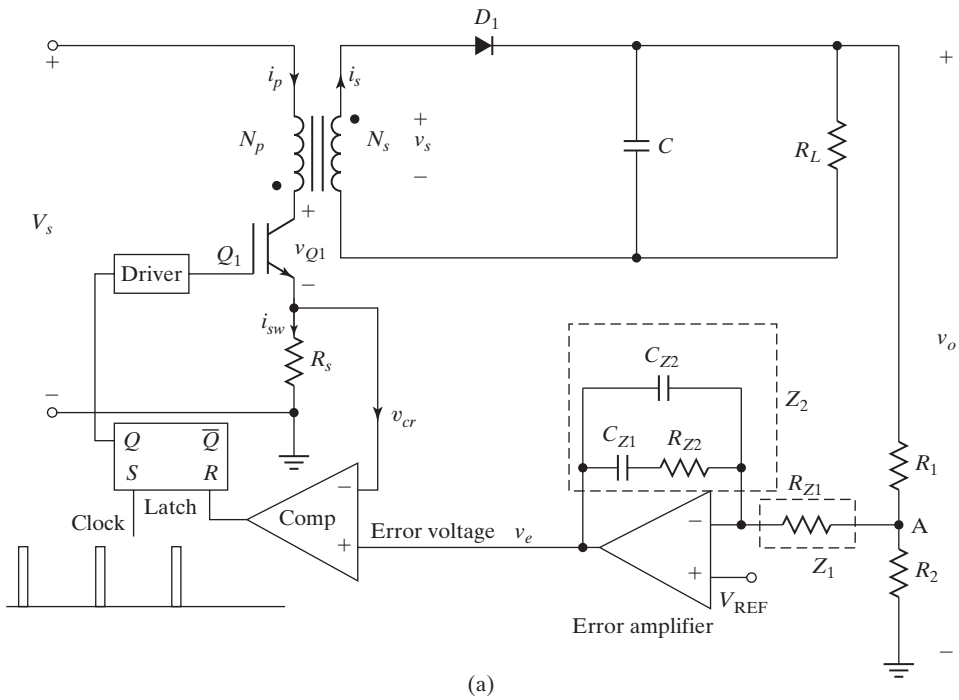 D1
+
+
ip
is
Np
Ns
+
vs
−
C
RL
Vs
+
Q1
vQ1
−
Driver
isw
Rs
vo
CZ2
Z2
−
vcr
CZ1
RZ2
Q
Q̅
S
R
R1
RZ1
Latch
−
Comp
Clock
+
Error voltage ve
−
A
Z1
R2
+
VREF
Error amplifier
−
(a)